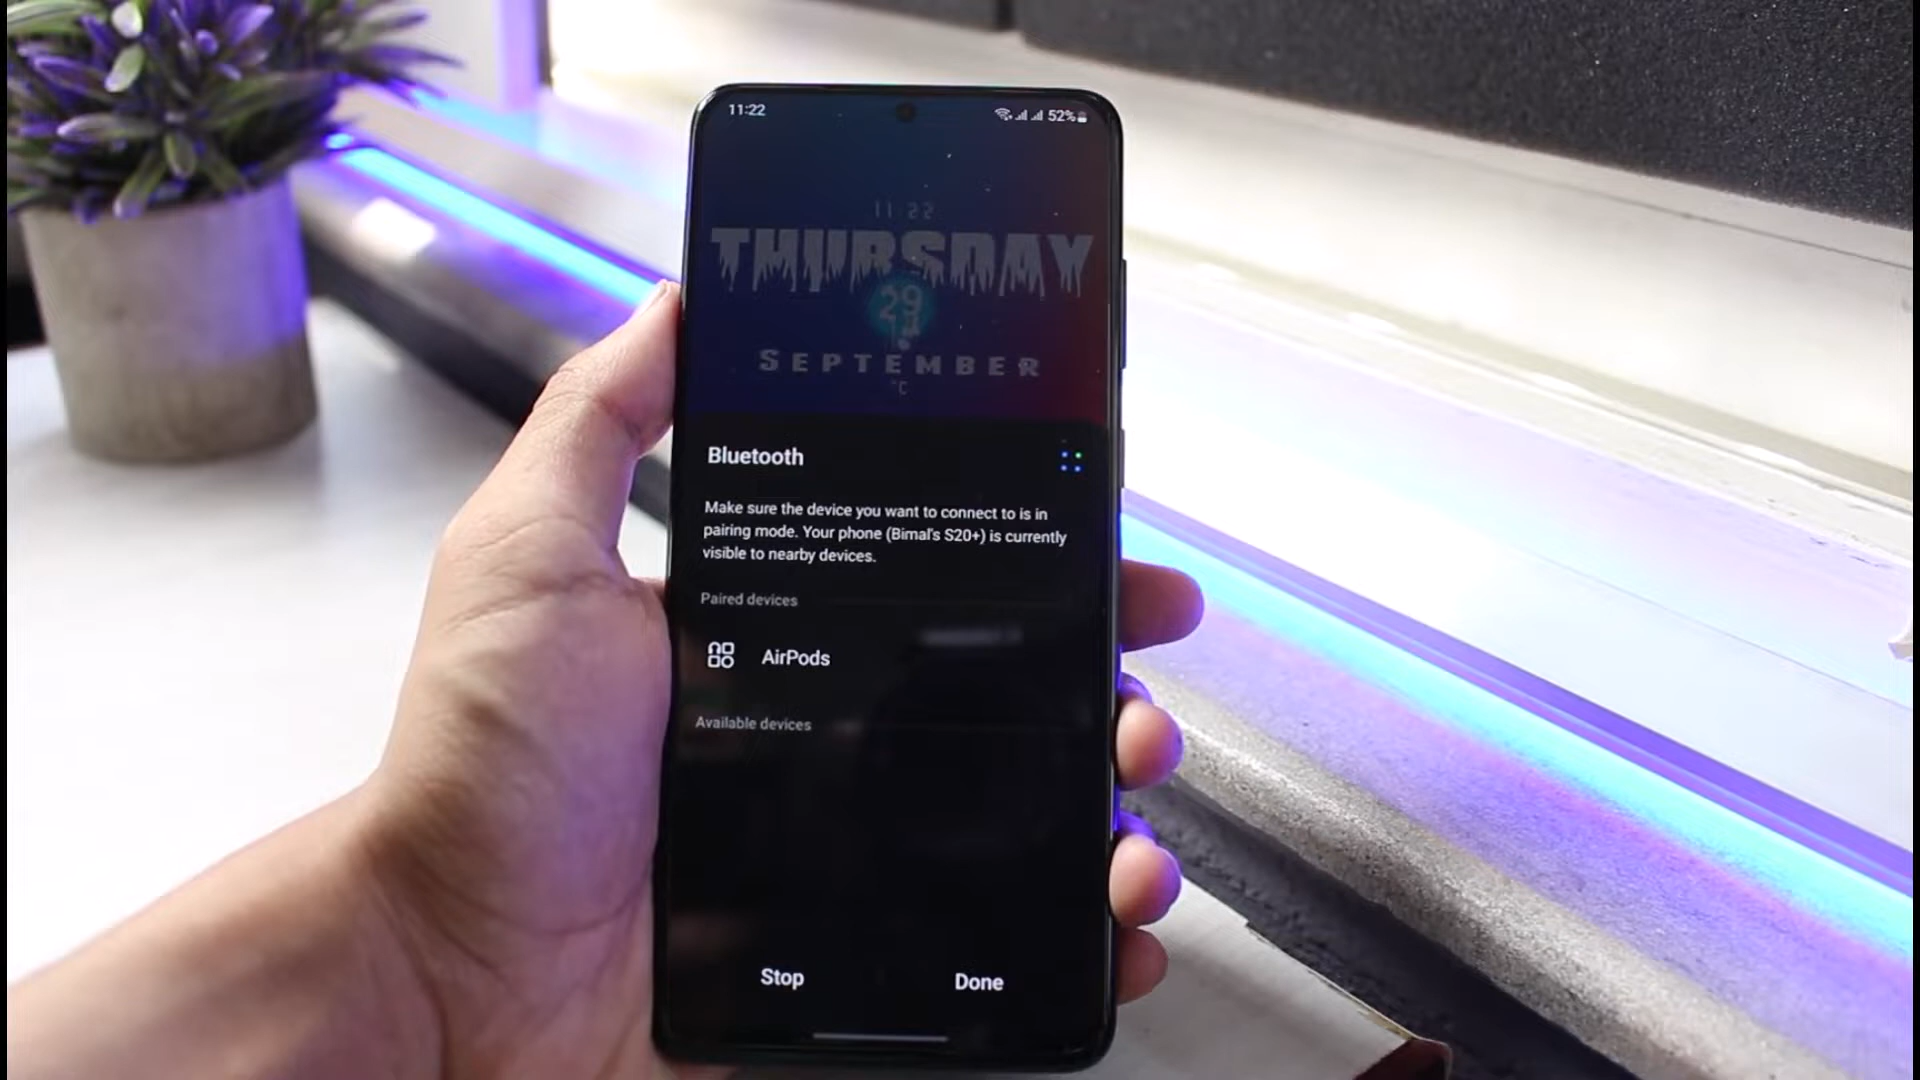 11:22
52%
11:22
THURSDAY
29
SEPTEMBER
°C
Bluetooth
Make sure the device you want to connect to is in
pairing mode. Your phone (Bimal's S20+) is currently
visible to nearby devices.
Paired devices
AirPods
Available devices
Stop
Done